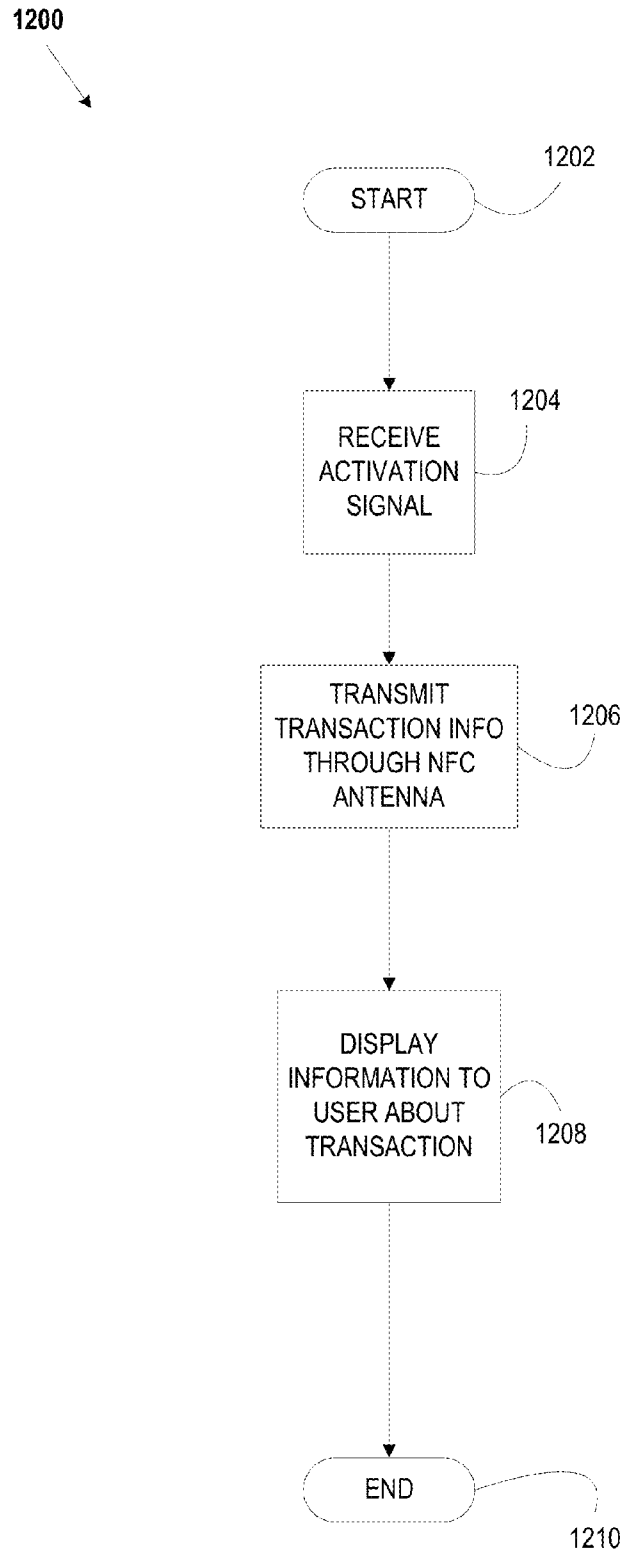 1200
1202
START
1204
RECEIVE
ACTIVATION
SIGNAL
TRANSMIT
TRANSACTION INFO
THROUGH NFC
ANTENNA
1206
DISPLAY
INFORMATION TO
USER ABOUT
TRANSACTION
1208
END
1210